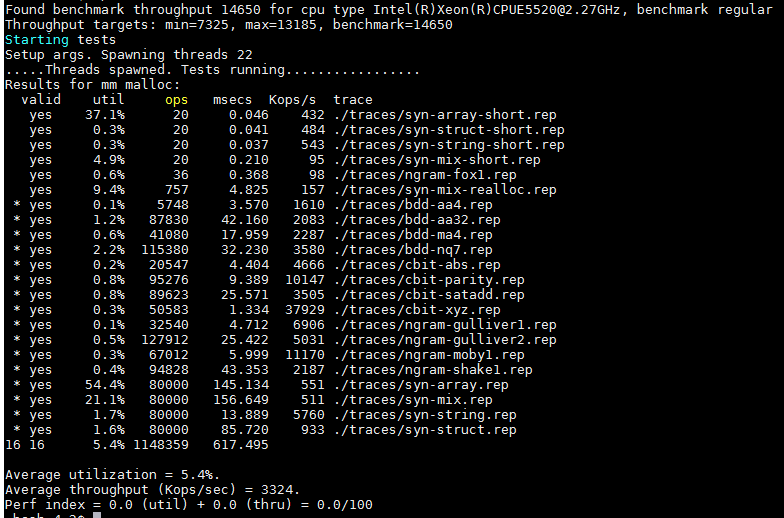 Found benchmark throughput 14650 for cpu type Intel(R)Xeon(R)CPUE5520@2.27GHz, benchmark regular
Throughput targets: min=7325, max=13185, benchmark=14650
Starting tests
Setup args. Spawning threads 22
.....Threads spawned. Tests running.................
Results for mm malloc:
valid util ops msecs Kops/s trace
yes 37.1% 20 0.046 432 ./traces/syn-array-short.rep
yes 0.3% 20 0.041 484 ./traces/syn-struct-short.rep
yes 0.3% 20 0.037 543 ./traces/syn-string-short.rep
yes 4.9% 20 0.210 95 ./traces/syn-mix-short.rep
yes 0.6% 36 0.368 98 ./traces/ngram-fox1.rep
yes 9.4% 757 4.825 157 ./traces/syn-mix-realloc.rep
* yes 0.1% 5748 3.570 1610 ./traces/bdd-aa4.rep
* yes 1.2% 87830 42.160 2083 ./traces/bdd-aa32.rep
* yes 0.6% 41080 17.959 2287 ./traces/bdd-ma4.rep
* yes 2.2% 115380 32.230 3580 ./traces/bdd-nq7.rep
* yes 0.2% 20547 4.404 4666 ./traces/cbit-abs.rep
* yes 0.8% 95276 9.389 10147 ./traces/cbit-parity.rep
* yes 0.8% 89623 25.571 3505 ./traces/cbit-satadd.rep
* yes 0.3% 50583 1.334 37929 ./traces/cbit-xyz.rep
* yes 0.1% 32540 4.712 6906 ./traces/ngram-gulliver1.rep
* yes 0.5% 127912 25.422 5031 ./traces/ngram-gulliver2.rep
* yes 0.3% 67012 5.999 11170 ./traces/ngram-moby1.rep
* yes 0.4% 94828 43.353 2187 ./traces/ngram-shake1.rep
* yes 54.4% 80000 145.134 551 ./traces/syn-array.rep
* yes 21.1% 80000 156.649 511 ./traces/syn-mix.rep
* yes 1.7% 80000 13.889 5760 ./traces/syn-string.rep
* yes 1.6% 80000 85.720 933 ./traces/syn-struct.rep
16 16 5.4% 1148359 617.495
Average utilization = 5.4%.
Average throughput (Kops/sec) = 3324.
Perf index = 0.0 (util) + 0.0 (thru) = 0.0/100